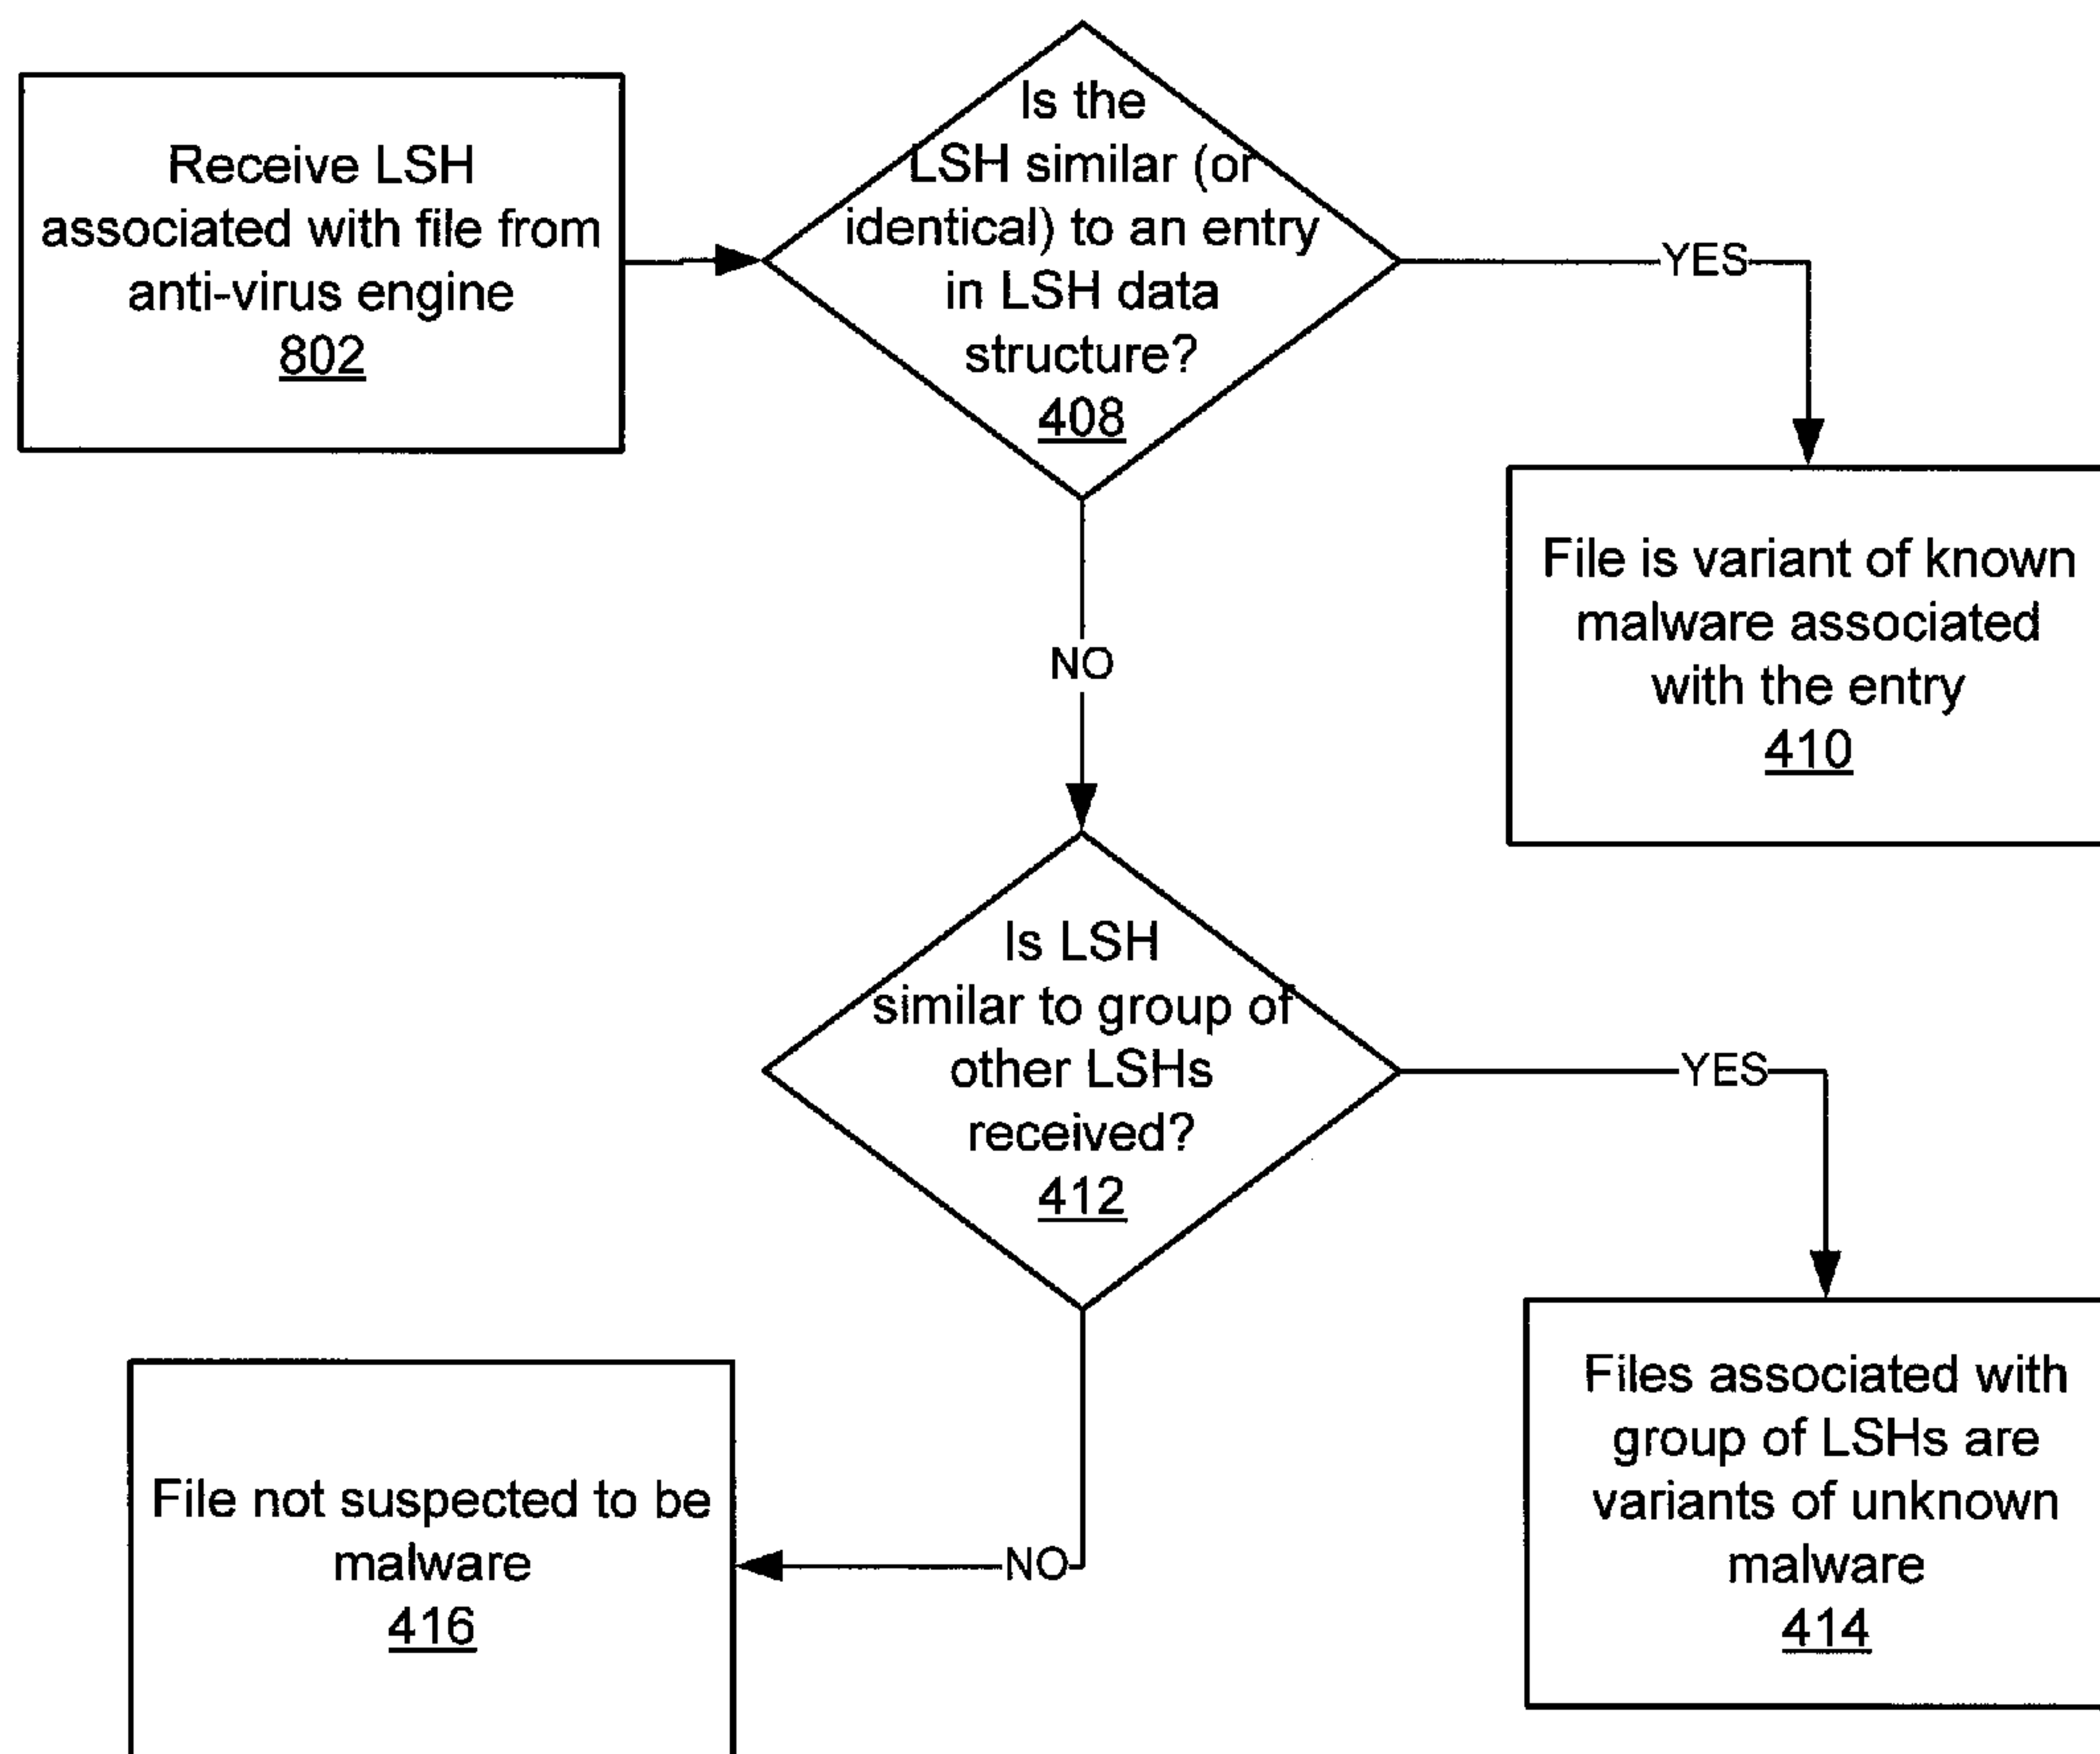 Receive LSH
associated with file from
anti-virus engine
802
Is the
LSH similar (or
identical) to an entry
in LSH data
structure?
408
YES
File is variant of known
malware associated
with the entry
410
NO
Is LSH
similar to group of
other LSHs
received?
412
YES
Files associated with
group of LSHs are
variants of unknown
malware
414
NO
File not suspected to be
malware
416